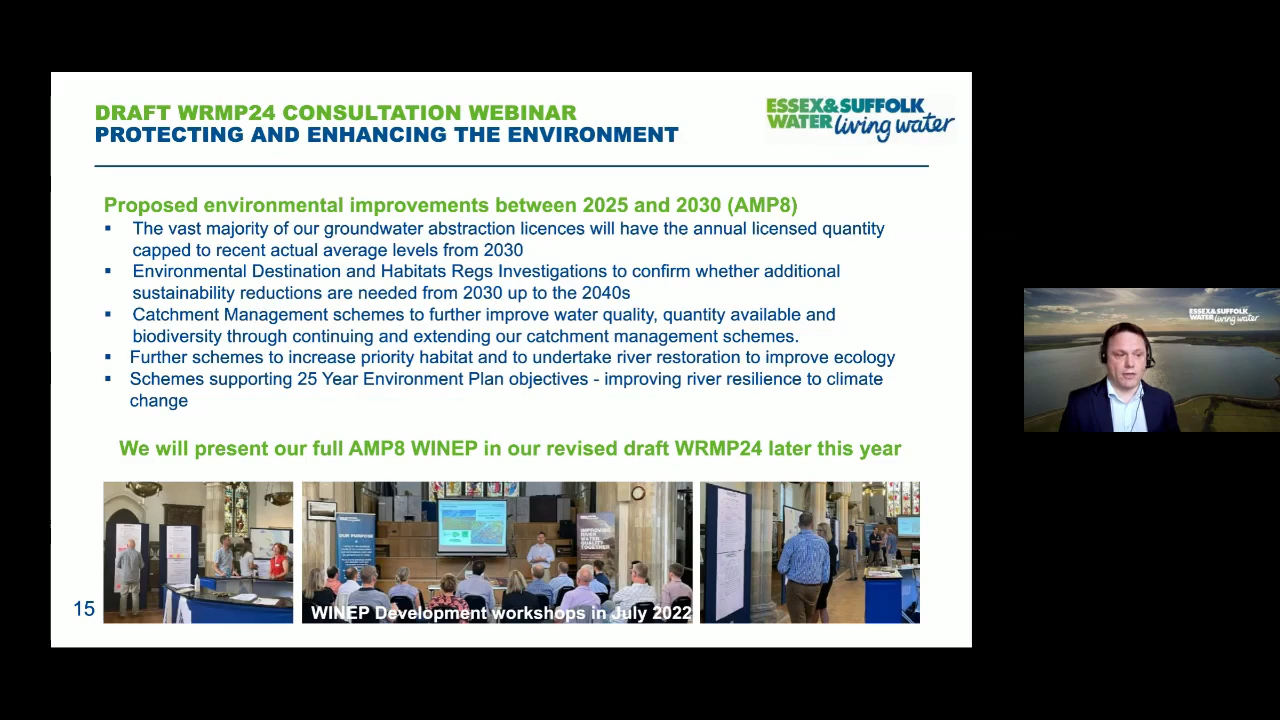 DRAFT WRMP24 CONSULTATION WEBINAR
PROTECTING AND ENHANCING THE ENVIRONMENT
ESSEX&SUFFOLK
WATER living water
Proposed environmental improvements between 2025 and 2030 (AMP8)
▪ The vast majority of our groundwater abstraction licences will have the annual licensed quantity
capped to recent actual average levels from 2030
▪ Environmental Destination and Habitats Regs Investigations to confirm whether additional
sustainability reductions are needed from 2030 up to the 2040s
▪ Catchment Management schemes to further improve water quality, quantity available and
biodiversity through continuing and extending our catchment management schemes.
▪ Further schemes to increase priority habitat and to undertake river restoration to improve ecology
▪ Schemes supporting 25 Year Environment Plan objectives - improving river resilience to climate
change
We will present our full AMP8 WINEP in our revised draft WRMP24 later this year
OUR PURPOSE
IMPROVING
RIVER
WATER
QUALITY
TOGETHER
WINEP Development workshops in July 2022
15
ESSEX&SUFFOLK
WATER living water